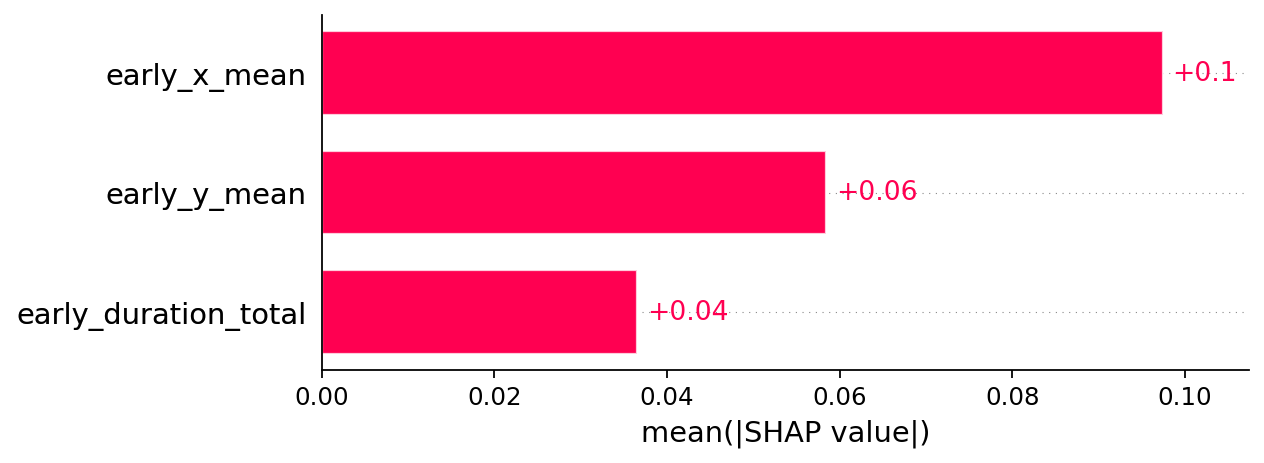 early_x_mean
+0.1
early_y_mean
+0.06
early_duration_total
+0.04
0.00 0.02 0.04 0.06 0.08 0.10
mean(|SHAP value|)